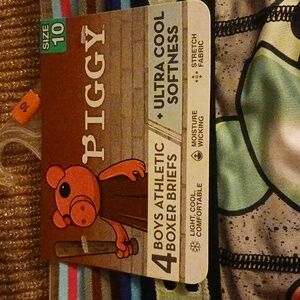 SIZE
10
PIGGY
4 BOYS ATHLETIC
BOXER BRIEFS
+ ULTRA COOL
SOFTNESS
LIGHT, COOL
COMFORTABLE
MOISTURE
WICKING
STRETCH
FABRIC
10